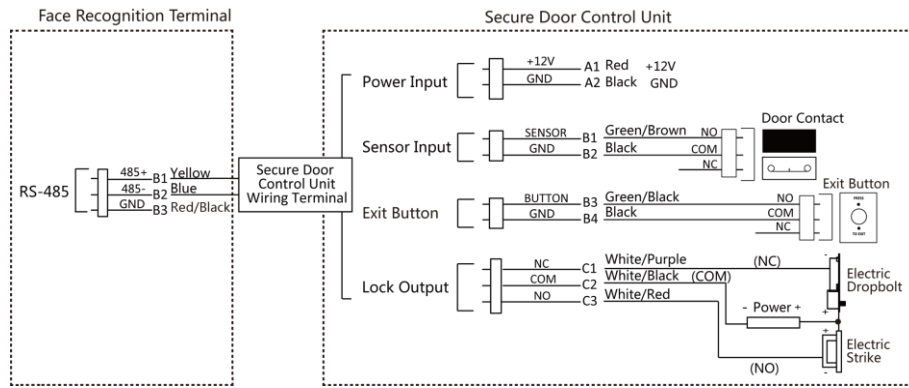 Face Recognition Terminal
Secure Door Control Unit
RS-485
485+ B1 Yellow
485- B2 Blue
GND B3 Red/Black
Secure Door
Control Unit
Wiring Terminal
Power Input
+12V A1 Red +12V
GND A2 Black GND
Sensor Input
SENSOR B1 Green/Brown NO
GND B2 Black COM
NC
Door Contact
Exit Button
BUTTON B3 Green/Black NO
GND B4 Black COM
NC
Exit Button
PRESS
TO EXIT
Lock Output
NC C1 White/Purple (NC)
COM C2 White/Black (COM)
NO C3 White/Red
- Power +
(NO)
-
+
Electric
Dropbolt
+
-
Electric
Strike